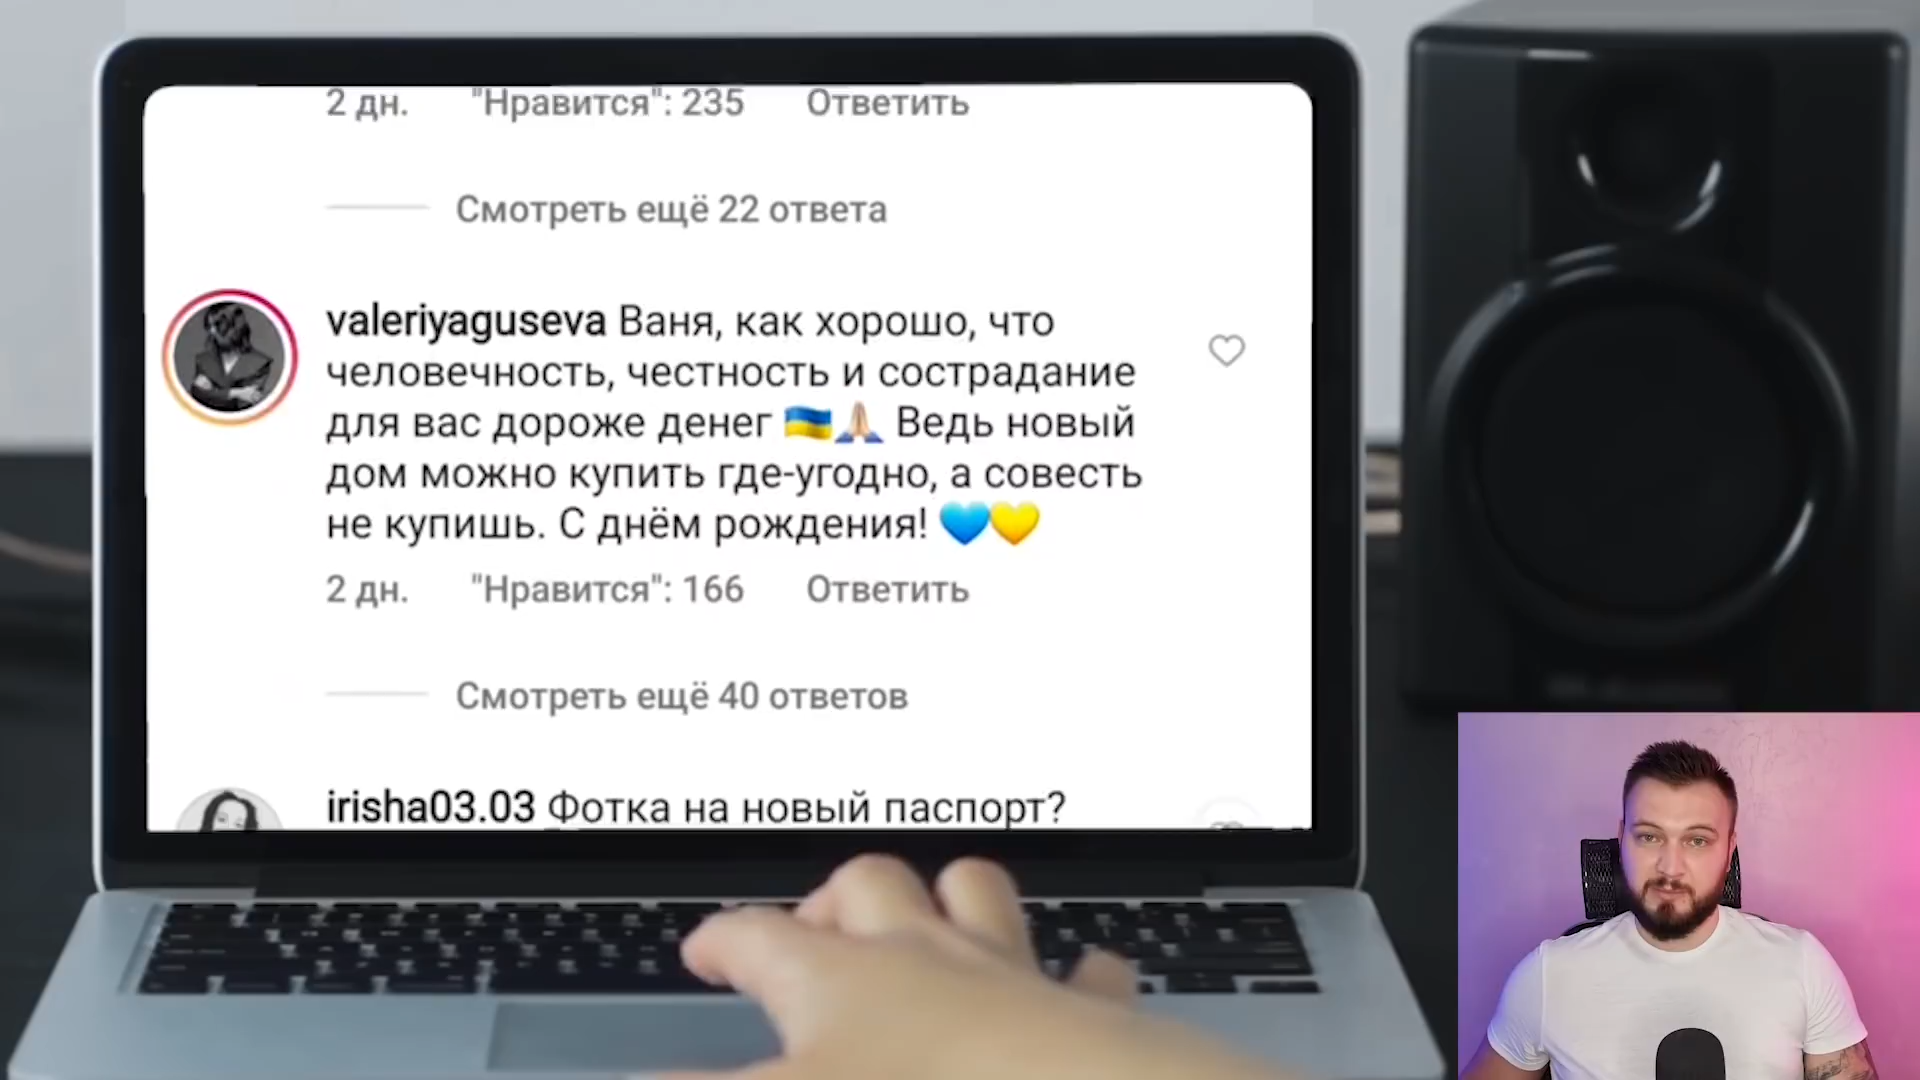 2 дн. "Нравится": 235 Ответить
Смотреть ещё 22 ответа
valeriyaguseva Ваня, как хорошо, что
человечность, честность и сострадание
для вас дороже денег 🇺🇦🙏🏼 Ведь новый
дом можно купить где-угодно, а совесть
не купишь. С днём рождения! 💙💛
2 дн. "Нравится": 166 Ответить
Смотреть ещё 40 ответов
irisha03.03 Фотка на новый паспорт?